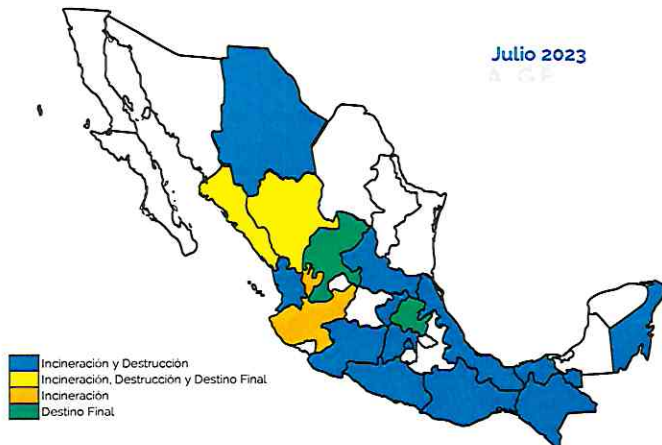 Julio 2023
Incineración y Destrucción
Incineración, Destrucción y Destino Final
Incineración
Destino Final